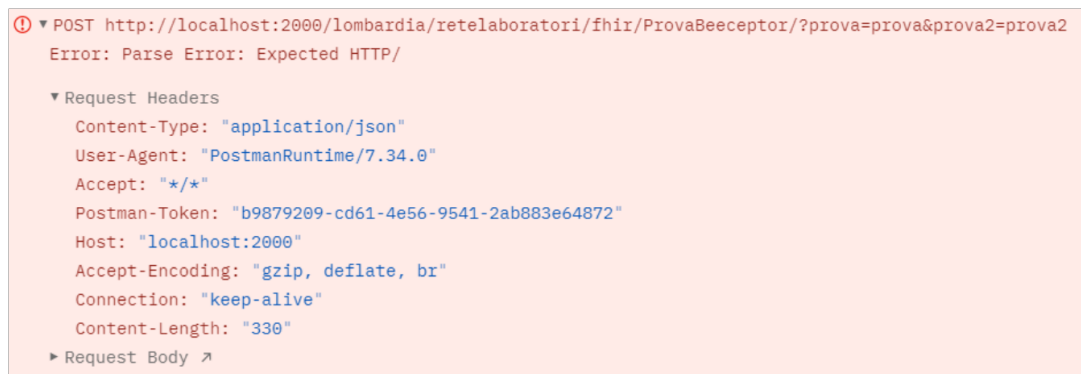 POST http://localhost:2000/lombardia/retelaboratori/fhir/ProvaBeeceptor/?prova=prova&prova2=prova2
Error: Parse Error: Expected HTTP/
Request Headers
Content-Type: "application/json"
User-Agent: "PostmanRuntime/7.34.0"
Accept: "*/*"
Postman-Token: "b9879209-cd61-4e56-9541-2ab883e64872"
Host: "localhost:2000"
Accept-Encoding: "gzip, deflate, br"
Connection: "keep-alive"
Content-Length: "330"
Request Body ↗